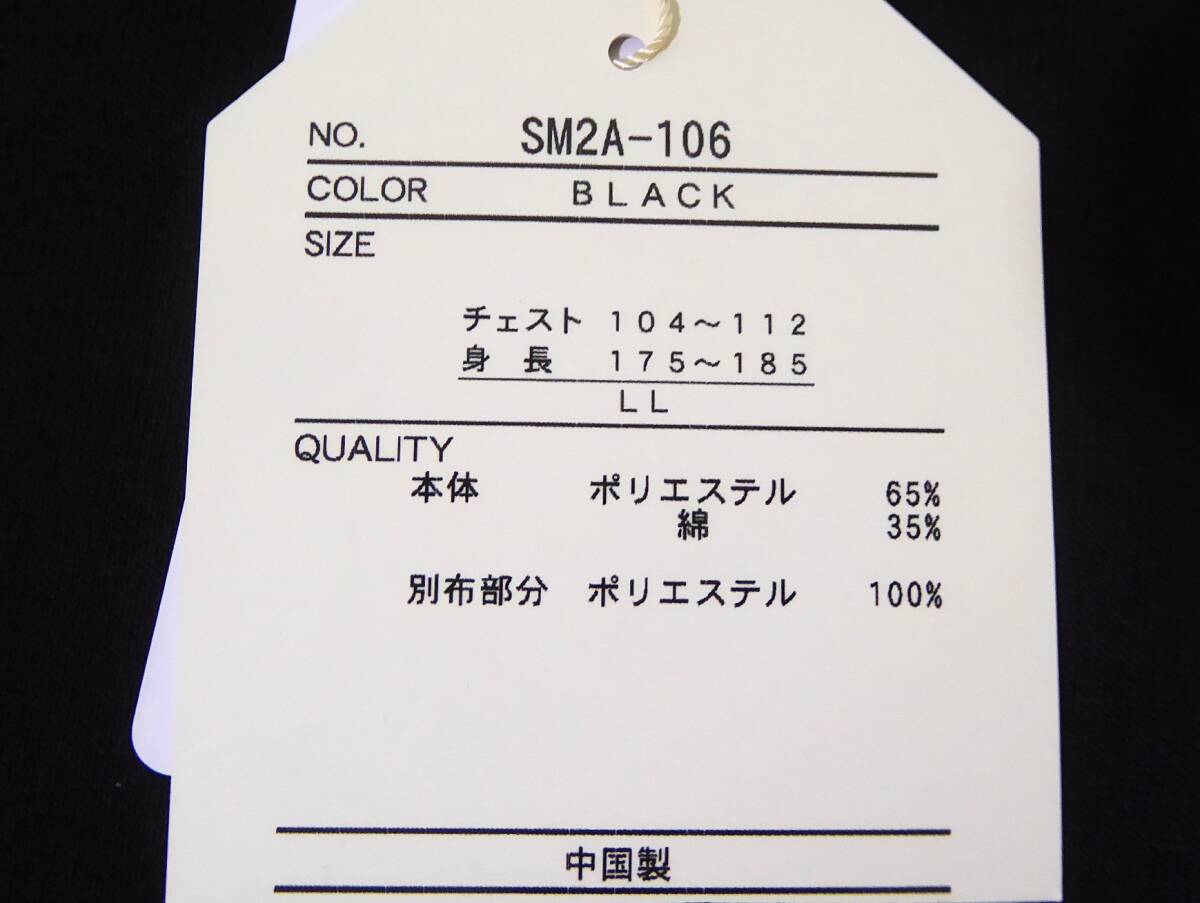 NO. SM2A-106
COLOR BLACK
SIZE
チェスト 104〜112
身長 175〜185
LL
QUALITY
本体 ポリエステル 65%
綿 35%
別布部分 ポリエステル 100%
中国製